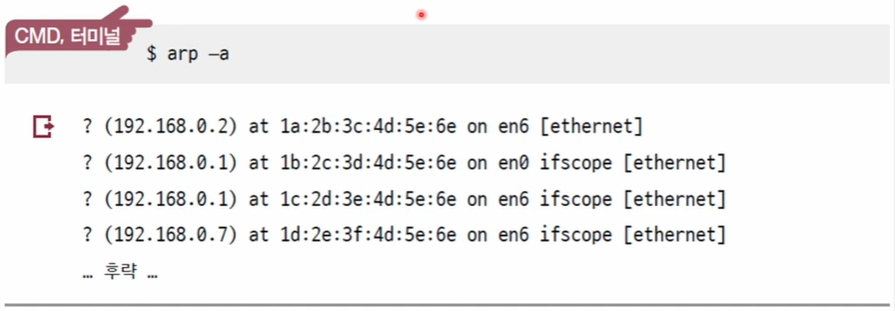 CMD, 터미널
$ arp –a
? (192.168.0.2) at 1a:2b:3c:4d:5e:6e on en6 [ethernet]
? (192.168.0.1) at 1b:2c:3d:4d:5e:6e on en0 ifscope [ethernet]
? (192.168.0.1) at 1c:2d:3e:4d:5e:6e on en6 ifscope [ethernet]
? (192.168.0.7) at 1d:2e:3f:4d:5e:6e on en6 ifscope [ethernet]
… 후략 …